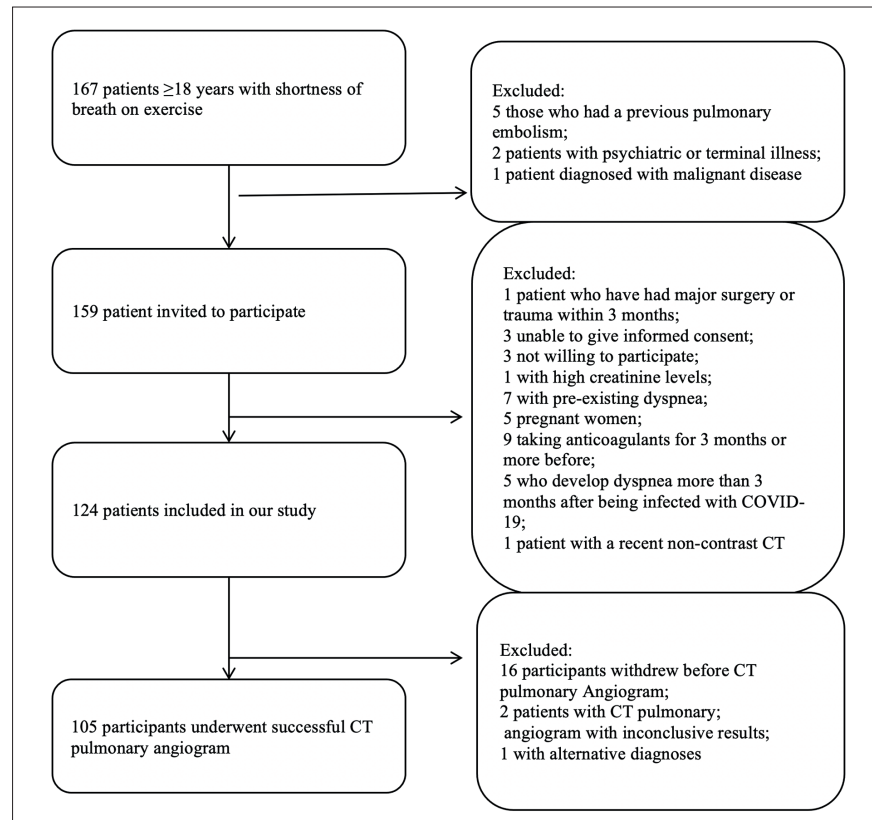 167 patients ≥18 years with shortness of
breath on exercise
Excluded:
5 those who had a previous pulmonary
embolism;
2 patients with psychiatric or terminal illness;
1 patient diagnosed with malignant disease
159 patient invited to participate
Excluded:
1 patient who have had major surgery or
trauma within 3 months;
3 unable to give informed consent;
3 not willing to participate;
1 with high creatinine levels;
7 with pre-existing dyspnea;
5 pregnant women;
9 taking anticoagulants for 3 months or
more before;
5 who develop dyspnea more than 3
months after being infected with COVID-
19;
1 patient with a recent non-contrast CT
124 patients included in our study
Excluded:
16 participants withdrew before CT
pulmonary Angiogram;
2 patients with CT pulmonary;
angiogram with inconclusive results;
1 with alternative diagnoses
105 participants underwent successful CT
pulmonary angiogram